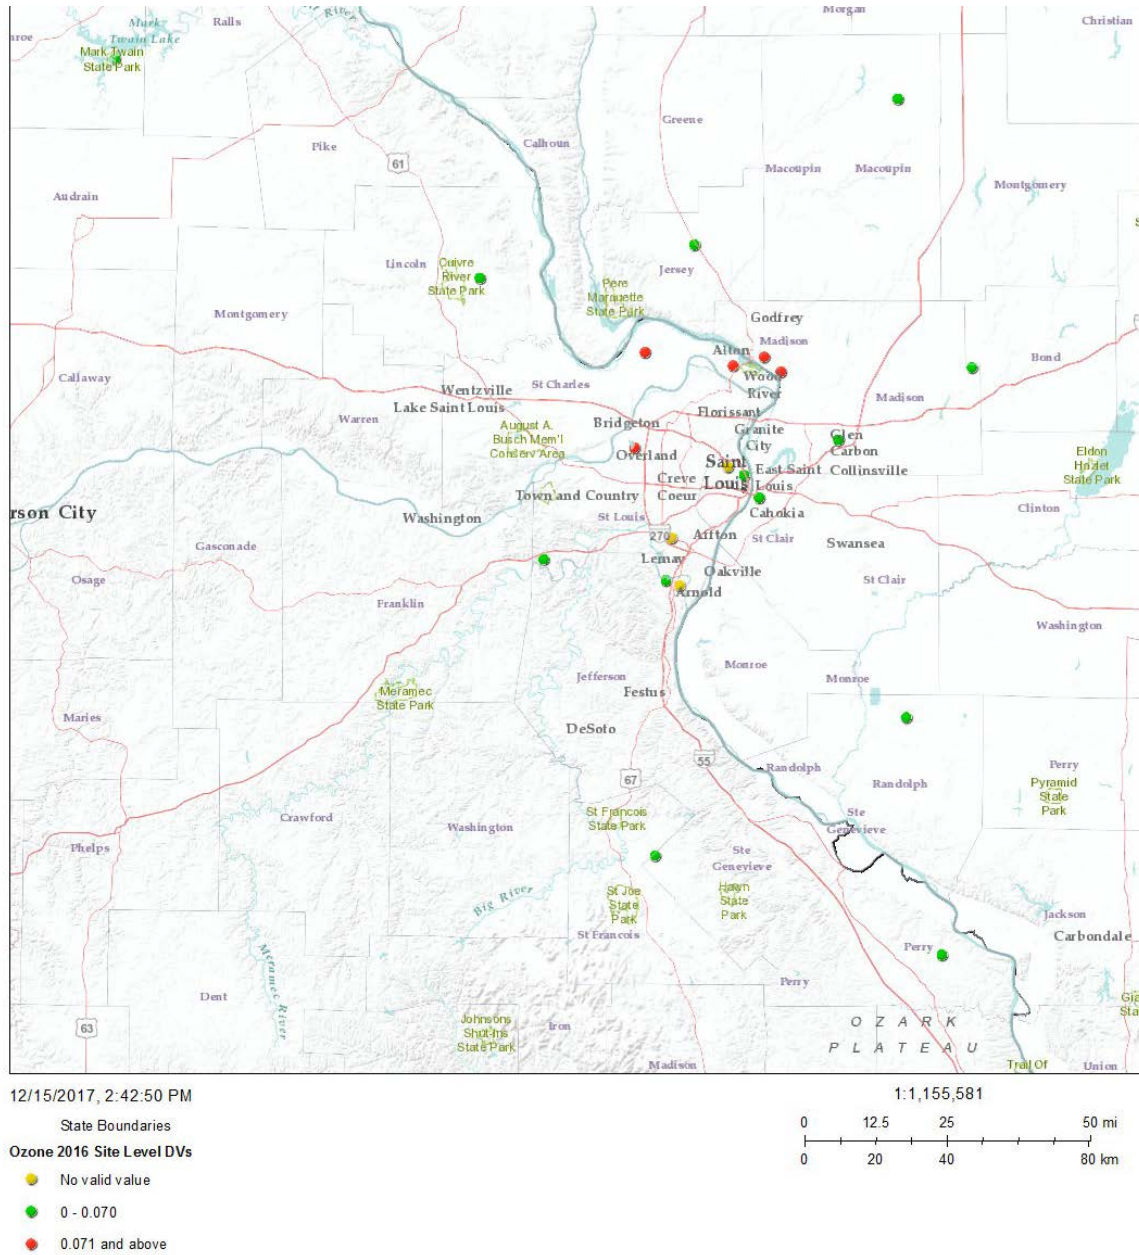 Mark
Twain Lake
Ralls
River
Morgan
Christian
nroe
Mark Twain
State Park
Greene
Calhoun
Pike
61
Macoupin
Macoupin
Montgomery
Audrain
Lincoln
Cuivre
River
State Park
Jersey
Pere
Marquette
State Park
Montgomery
Godfrey
Madison
Alton
Bond
Callaway
Wood
River
St Charles
Wentzville
Lake Saint Louis
Madison
Warren
Florissant
Bridgeton
Granite
City
August A.
Busch Mem'l
Conserv Area
Glen
Carbon
Collinsville
Overland
Saint
Louis
East Saint
Louis
Eldon
Hazlet
State Park
Creve
Coeur
Town and Country
rson City
Washington
St Louis
Cahokia
Clinton
Gasconade
270
Affton
St Clair
Swansea
Lemay
Oakville
Osage
St Clair
Arnold
Franklin
Washington
Monroe
Monroe
Jefferson
Festus
Meramec
State Park
Maries
DeSoto
55
67
Randolph
Randolph
Perry
Pyramid
State
Park
St Francois
State Park
Crawford
Washington
Ste
Genevieve
Phelps
Ste
Genevieve
Big River
St Joe
State
Park
Hawn
State
Park
Jackson
Carbondale
St Francois
Perry
Meramec River
Perry
Dent
Gia
Sta
63
Johnsons
Shut-Ins
State Park
Iron
OZARK
PLATEAU
Madison
Trail Of
Union
12/15/2017, 2:42:50 PM
1:1,155,581
State Boundaries
0 12.5 25 50 mi
0 20 40 80 km
Ozone 2016 Site Level DVs
No valid value
0 - 0.070
0.071 and above